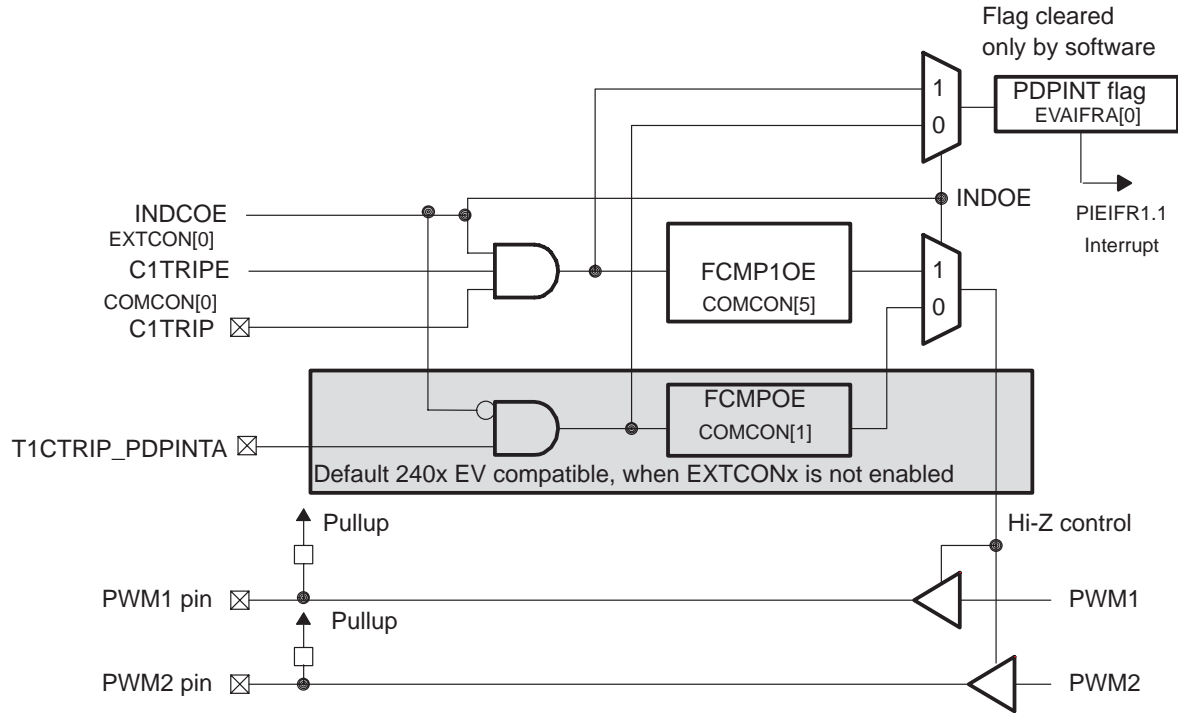 Flag cleared
only by software
1
0
PDPINT flag
EVAIFRA[0]
INDCOE
EXTCON[0]
INDOE
PIEIFR1.1
Interrupt
C1TRIPE
COMCON[0]
C1TRIP
FCMP1OE
COMCON[5]
1
0
FCMPOE
COMCON[1]
T1CTRIP_PDPINTA
Default 240x EV compatible, when EXTCONx is not enabled
Pullup
Hi-Z control
PWM1 pin
PWM1
Pullup
PWM2 pin
PWM2